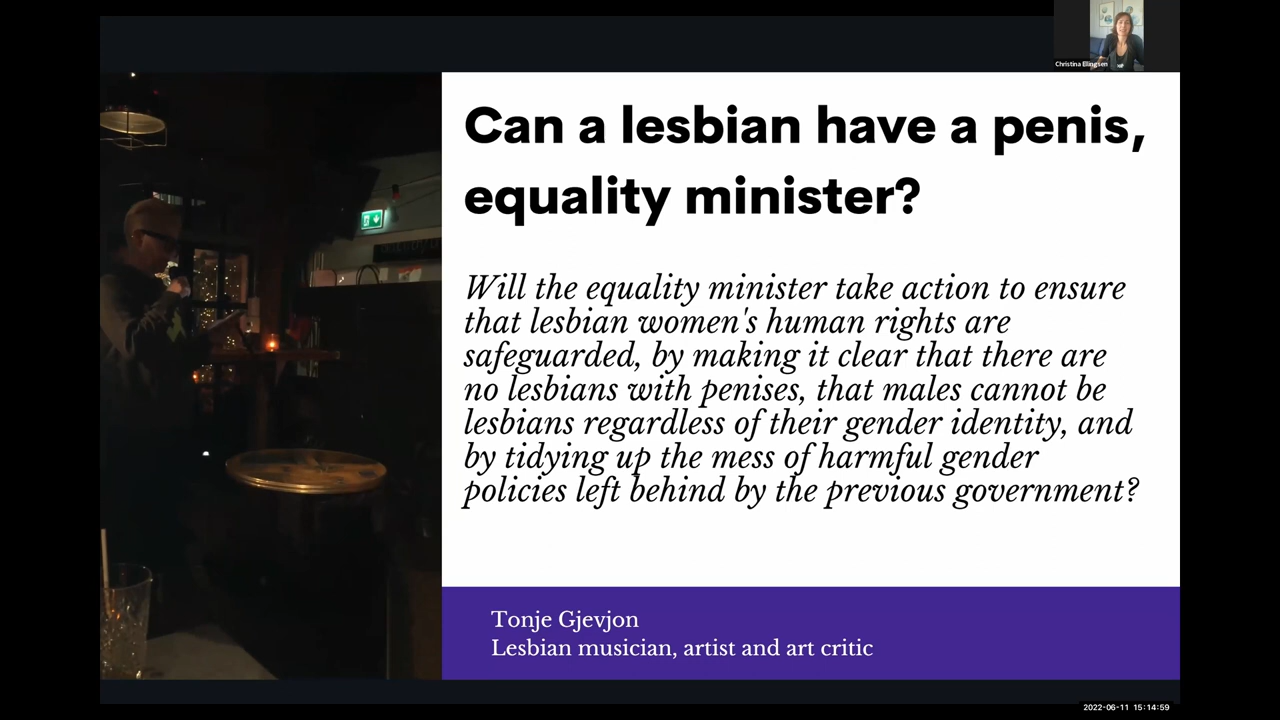 Christina Ellingsen
Can a lesbian have a penis,
equality minister?
Will the equality minister take action to ensure
that lesbian women's human rights are
safeguarded, by making it clear that there are
no lesbians with penises, that males cannot be
lesbians regardless of their gender identity, and
by tidying up the mess of harmful gender
policies left behind by the previous government?
Tonje Gjevjon
Lesbian musician, artist and art critic
2022-06-11 15:14:59